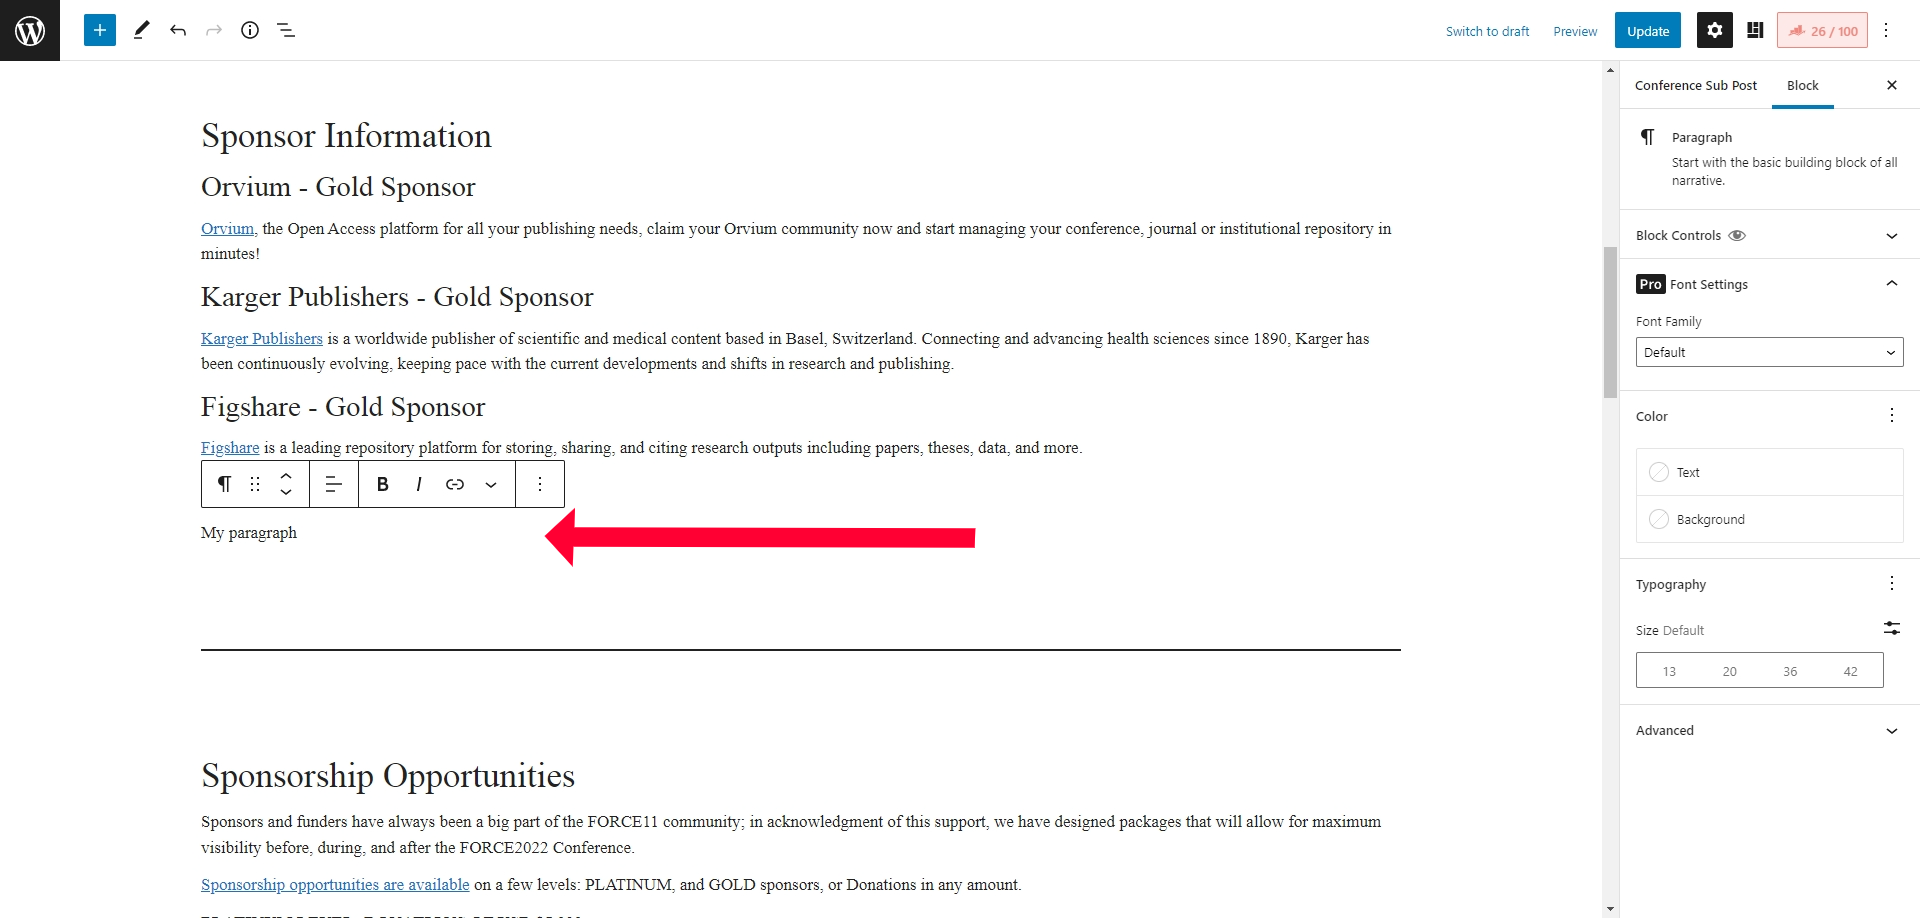 Switch to draft
Preview
Update
26 / 100
Sponsor Information
Orvium - Gold Sponsor
Orvium, the Open Access platform for all your publishing needs, claim your Orvium community now and start managing your conference, journal or institutional repository in
minutes!
Karger Publishers - Gold Sponsor
Karger Publishers is a worldwide publisher of scientific and medical content based in Basel, Switzerland. Connecting and advancing health sciences since 1890, Karger has
been continuously evolving, keeping pace with the current developments and shifts in research and publishing.
Figshare - Gold Sponsor
Figshare is a leading repository platform for storing, sharing, and citing research outputs including papers, theses, data, and more.
B I
My paragraph
Sponsorship Opportunities
Sponsors and funders have always been a big part of the FORCE11 community; in acknowledgment of this support, we have designed packages that will allow for maximum
visibility before, during, and after the FORCE2022 Conference.
Sponsorship opportunities are available on a few levels: PLATINUM, and GOLD sponsors, or Donations in any amount.
Conference Sub Post
Block
Paragraph
Start with the basic building block of all
narrative.
Block Controls
Pro Font Settings
Font Family
Default
Color
Text
Background
Typography
Size Default
13 20 36 42
Advanced